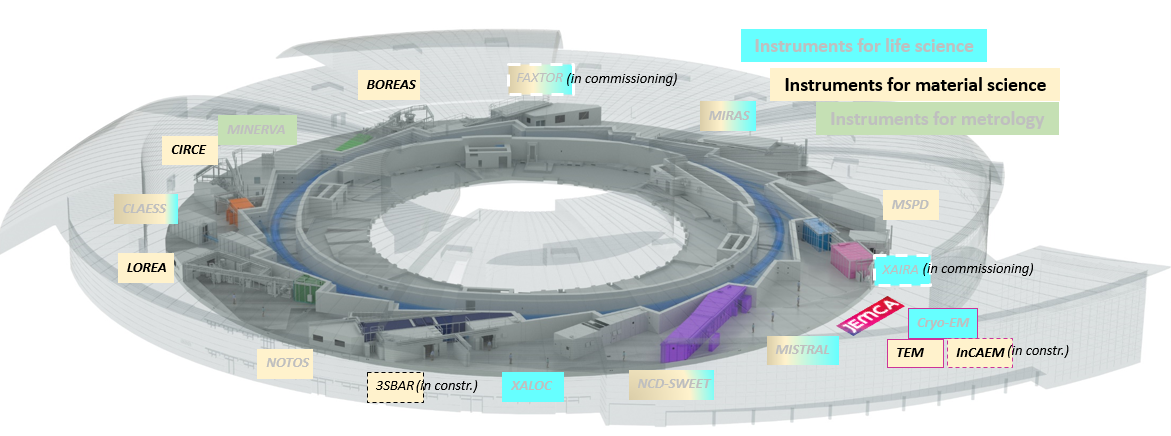 Instruments for life science
BOREAS
FAXTOR (in commissioning)
Instruments for material science
MINERVA
MIRAS
Instruments for metrology
CIRCE
CLAESS
MSPD
LOREA
XAIRA (in commissioning)
JEMCA
Cryo-EM
NOTOS
MISTRAL
TEM
InCAEM (in constr.)
3SBAR (in constr.)
XALOC
NCD-SWEET